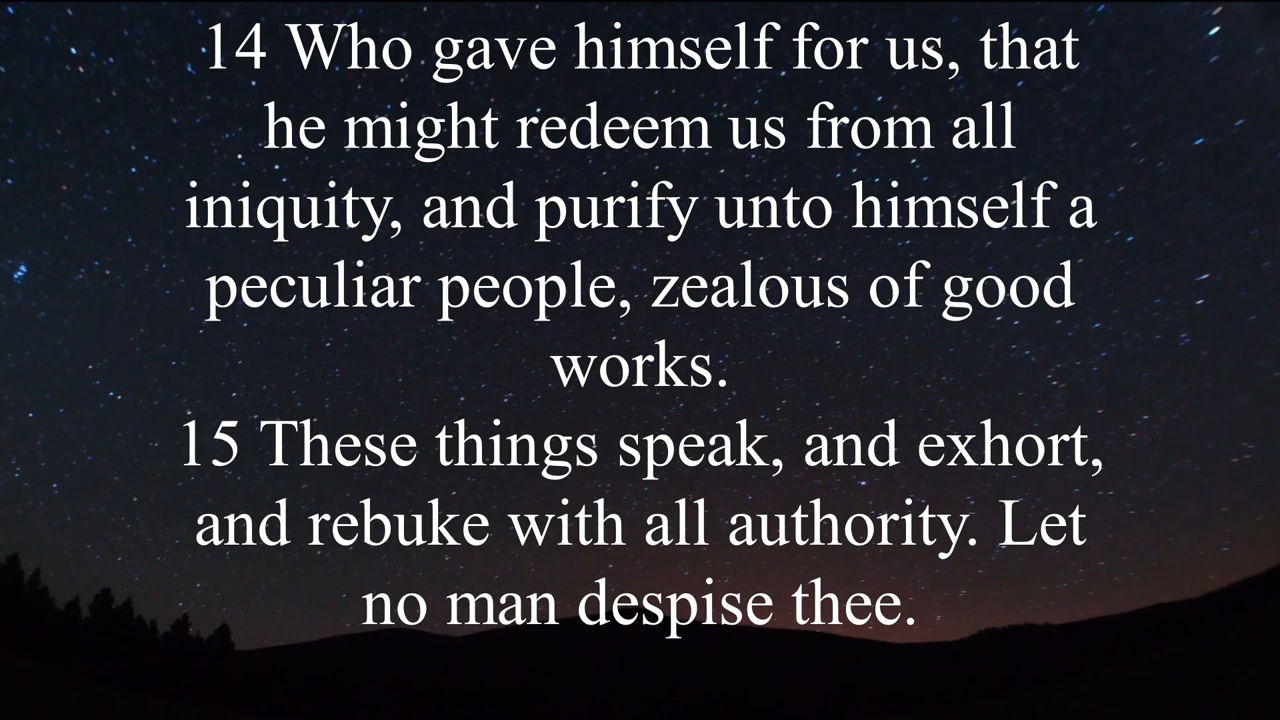 14 Who gave himself for us, that
he might redeem us from all
iniquity, and purify unto himself a
peculiar people, zealous of good
works.
15 These things speak, and exhort,
and rebuke with all authority. Let
no man despise thee.